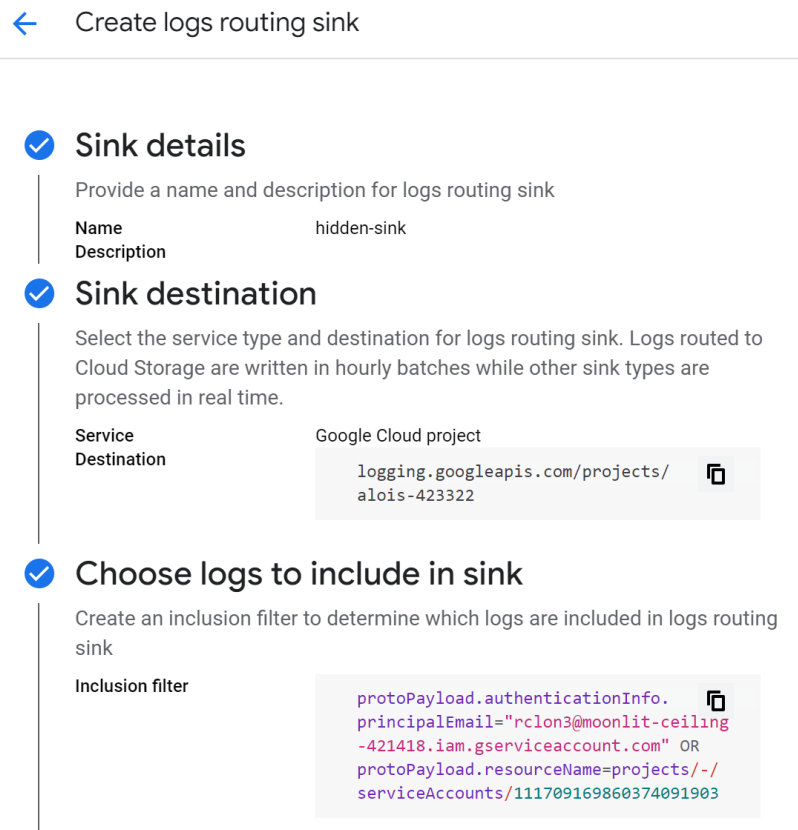 Create logs routing sink
Sink details
Provide a name and description for logs routing sink
Name hidden-sink
Description
Sink destination
Select the service type and destination for logs routing sink. Logs routed to
Cloud Storage are written in hourly batches while other sink types are
processed in real time.
Service Google Cloud project
Destination
logging.googleapis.com/projects/
alois-423322
Choose logs to include in sink
Create an inclusion filter to determine which logs are included in logs routing
sink
Inclusion filter
protoPayload.authenticationInfo.
principalEmail="rclon3@moonlit-ceiling
-421418.iam.gserviceaccount.com" OR
protoPayload.resourceName=projects/-/
serviceAccounts/111709169860374091903